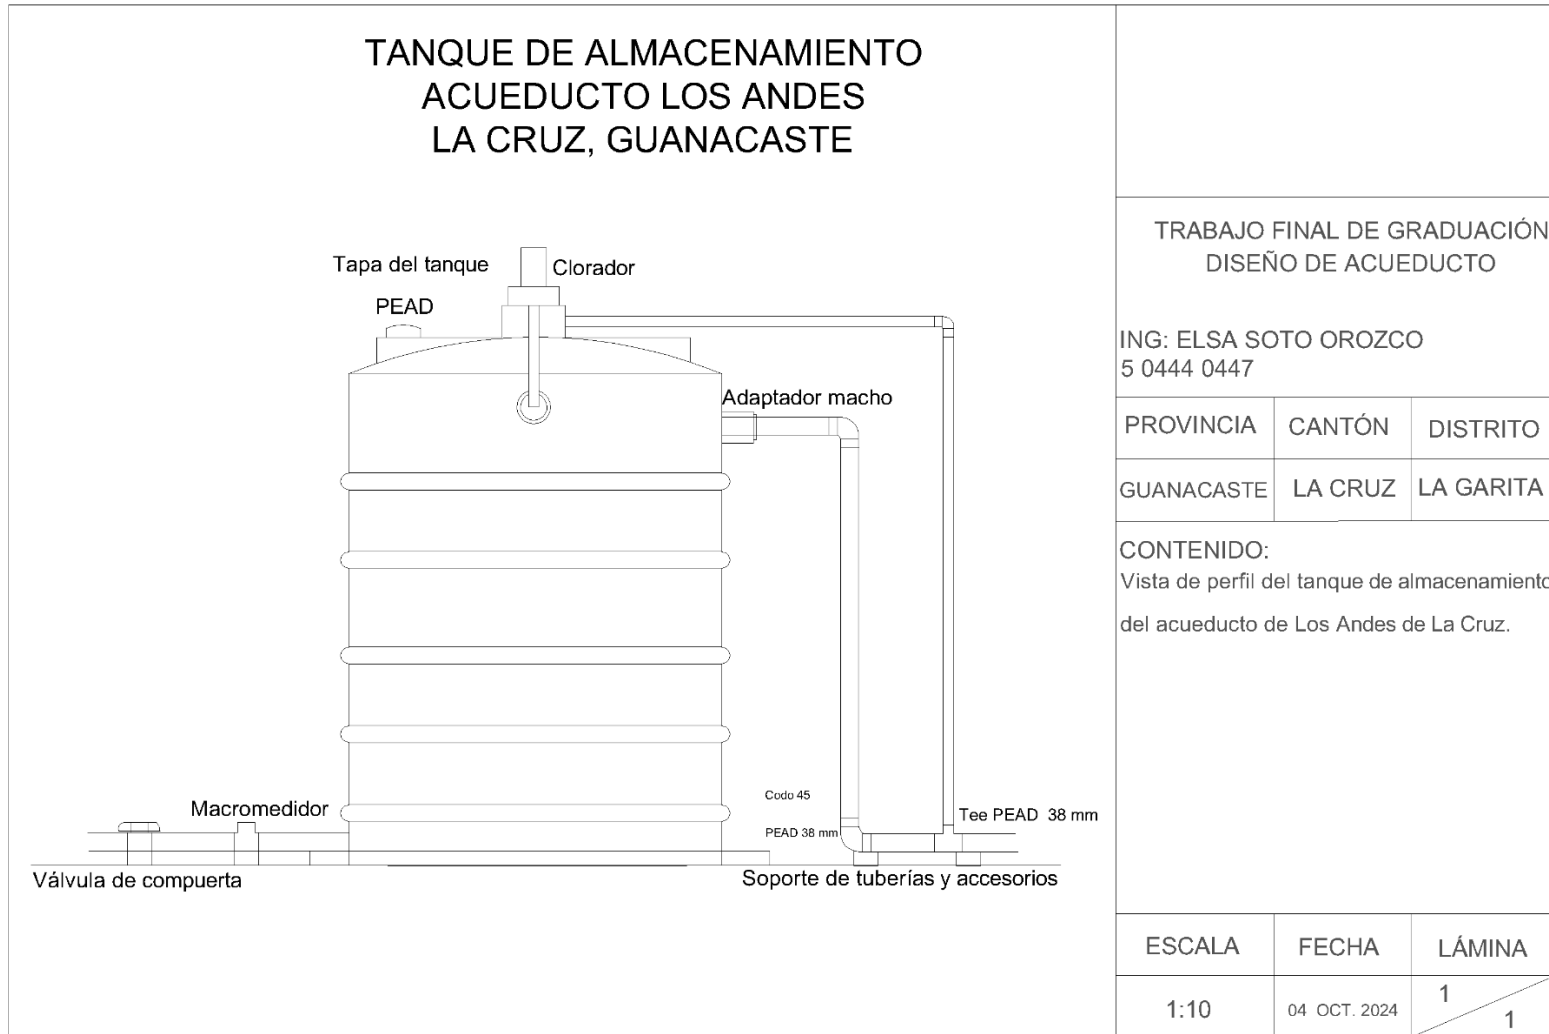 TANQUE DE ALMACENAMIENTO
ACUEDUCTO LOS ANDES
LA CRUZ, GUANACASTE
Tapa del tanque
Clorador
PEAD
Adaptador macho
Codo 45
Macromedidor
Tee PEAD 38 mm
PEAD 38 mm
Válvula de compuerta
Soporte de tuberías y accesorios
TRABAJO FINAL DE GRADUACIÓN
DISEÑO DE ACUEDUCTO
ING: ELSA SOTO OROZCO
5 0444 0447
PROVINCIA CANTÓN DISTRITO
GUANACASTE LA CRUZ LA GARITA
CONTENIDO:
Vista de perfil del tanque de almacenamiento
del acueducto de Los Andes de La Cruz.
ESCALA FECHA LÁMINA
1:10 04 OCT. 2024 1
1